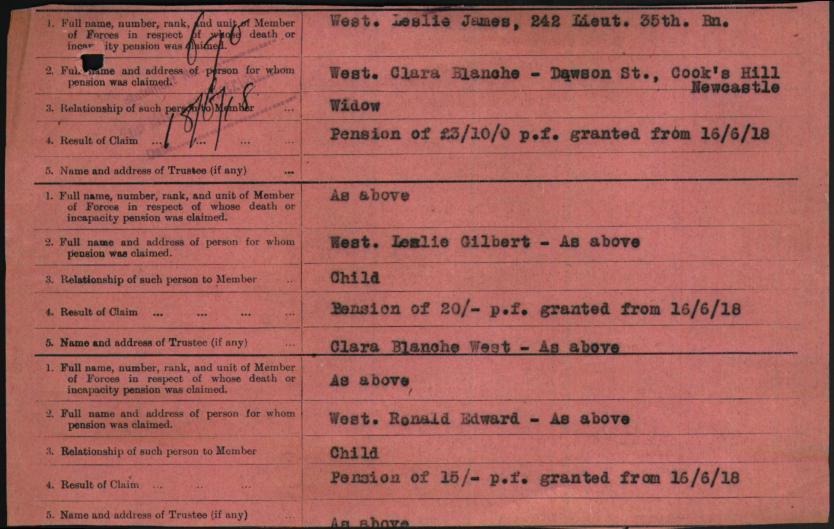 1. Full name, number, rank, and unit of Member West. Leslie James, 242 Lieut. 35th. Bn.
of Forces in respect of whose death or
incapacity pension was claimed.
2. Full name and address of person for whom West. Clara Blanche - Dawson St., Cook's Hill
pension was claimed. Newcastle
3. Relationship of such person to Member ... Widow
4. Result of Claim ... ... ... ... Pension of £3/10/0 p.f. granted from 16/6/18
5. Name and address of Trustee (if any) ...
1. Full name, number, rank, and unit of Member As above
of Forces in respect of whose death or
incapacity pension was claimed.
2. Full name and address of person for whom West. Leslie Gilbert - As above
pension was claimed.
3. Relationship of such person to Member .. Child
4. Result of Claim ... ... ... ... Pension of 20/- p.f. granted from 16/6/18
5. Name and address of Trustee (if any) ... Clara Blanche West - As above
1. Full name, number, rank, and unit of Member As above
of Forces in respect of whose death or
incapacity pension was claimed.
2. Full name and address of person for whom West. Ronald Edward - As above
pension was claimed.
3. Relationship of such person to Member Child
4. Result of Claim ... ... ... Pension of 15/- p.f. granted from 16/6/18
5. Name and address of Trustee (if any) ... As above